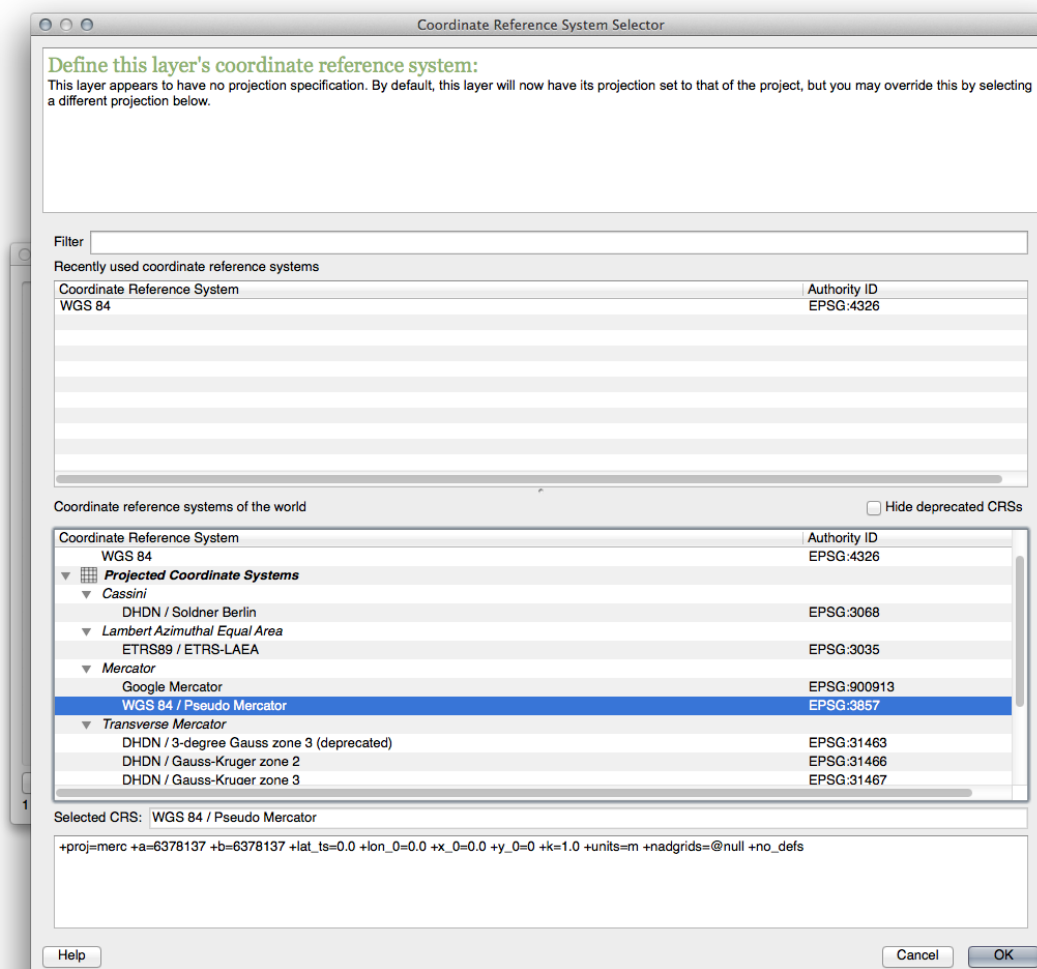 Coordinate Reference System Selector
Define this layer's coordinate reference system:
This layer appears to have no projection specification. By default, this layer will now have its projection set to that of the project, but you may override this by selecting
a different projection below.
Filter
Recently used coordinate reference systems
Coordinate Reference System Authority ID
WGS 84 EPSG:4326
Coordinate reference systems of the world Hide deprecated CRSs
Coordinate Reference System Authority ID
WGS 84 EPSG:4326
Projected Coordinate Systems
Cassini
DHDN / Soldner Berlin EPSG:3068
Lambert Azimuthal Equal Area
ETRS89 / ETRS-LAEA EPSG:3035
Mercator
Google Mercator EPSG:900913
WGS 84 / Pseudo Mercator EPSG:3857
Transverse Mercator
DHDN / 3-degree Gauss zone 3 (deprecated) EPSG:31463
DHDN / Gauss-Kruger zone 2 EPSG:31466
DHDN / Gauss-Kruger zone 3 EPSG:31467
1
Selected CRS: WGS 84 / Pseudo Mercator
+proj=merc +a=6378137 +b=6378137 +lat_ts=0.0 +lon_0=0.0 +x_0=0.0 +y_0=0 +k=1.0 +units=m +nadgrids=@null +no_defs
Help Cancel OK